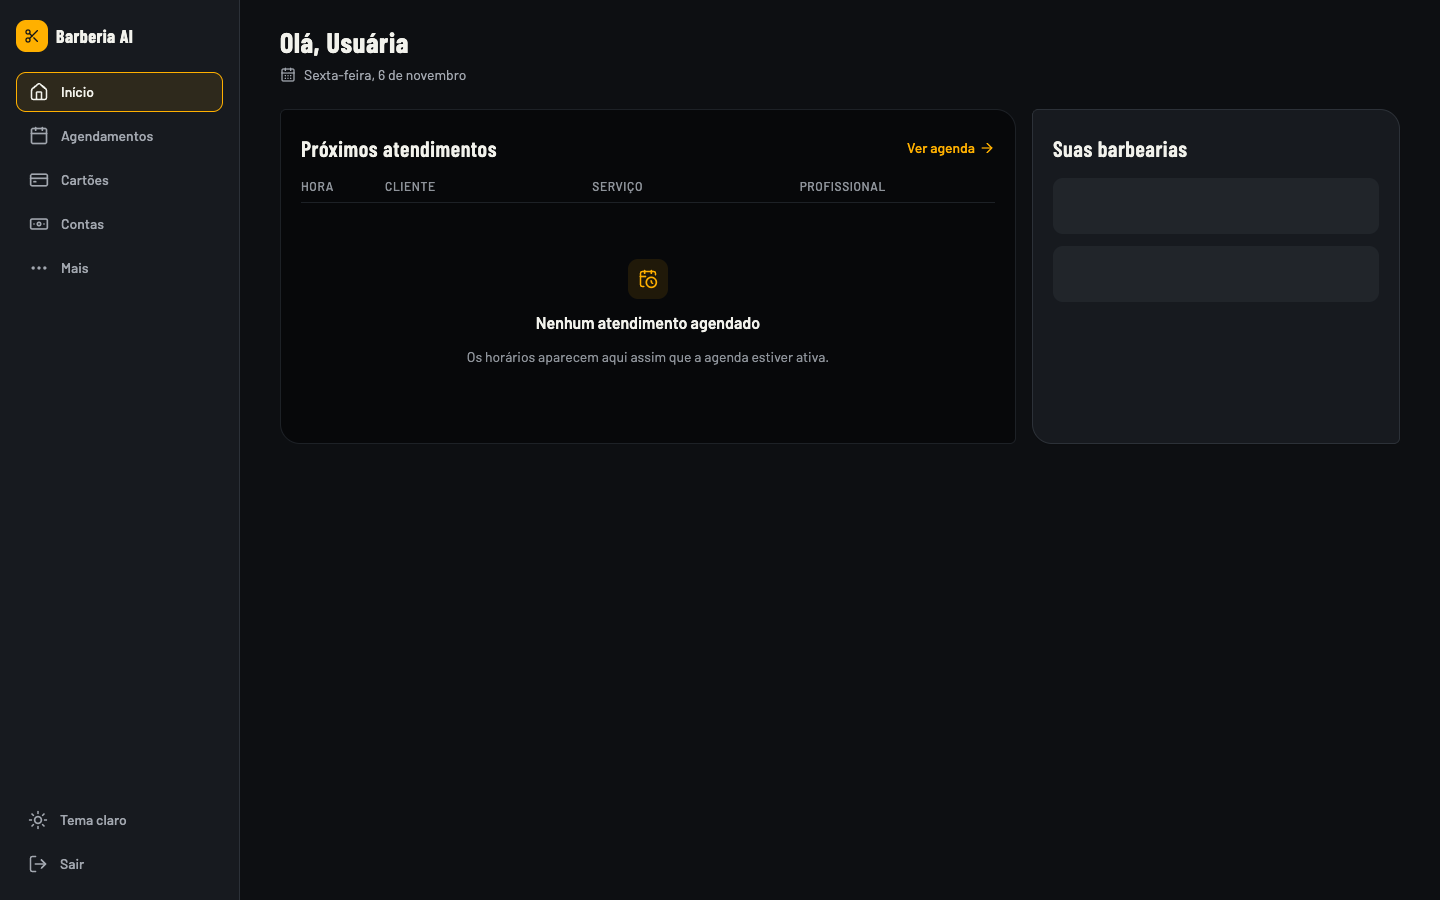 Barberia AI
Início
Agendamentos
Cartões
Contas
Mais
Tema claro
Sair
Olá, Usuária
Sexta-feira, 6 de novembro
Próximos atendimentos
Ver agenda
HORA CLIENTE SERVIÇO PROFISSIONAL
Nenhum atendimento agendado
Os horários aparecem aqui assim que a agenda estiver ativa.
Suas barbearias